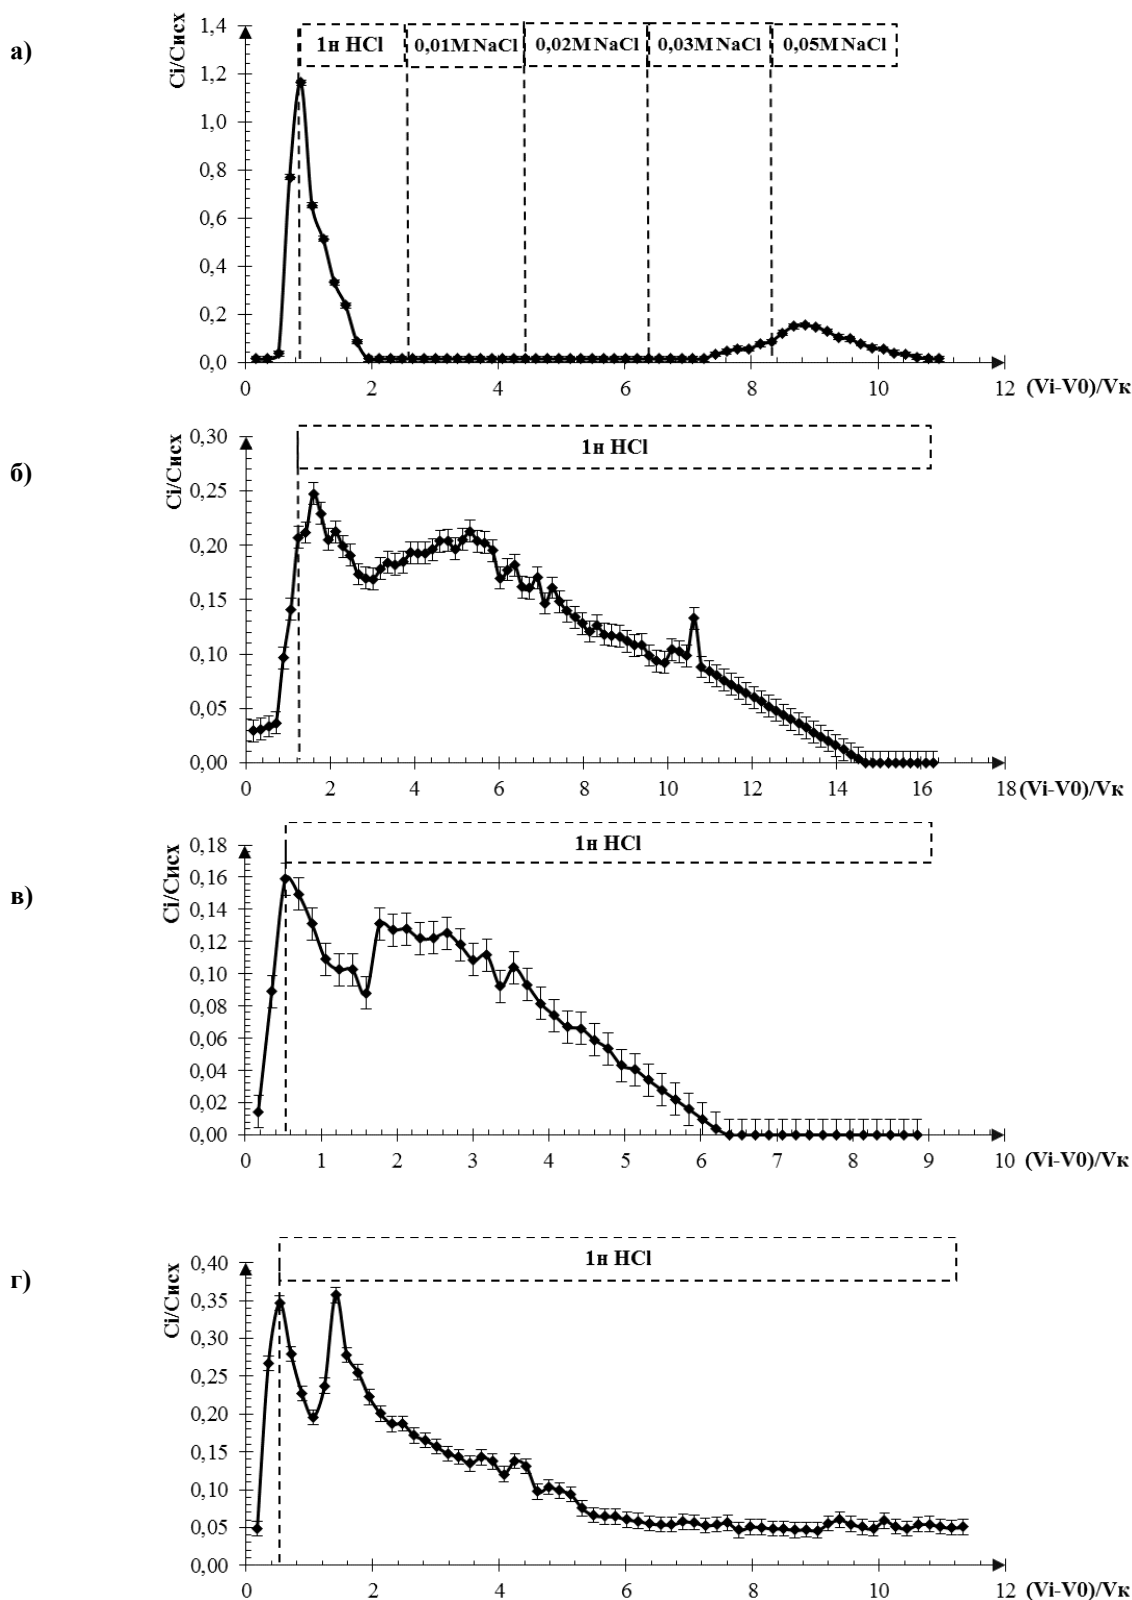 а)
Ci/Cисх
1н HCl
0,01М NaCl
0,02М NaCl
0,03М NaCl
0,05М NaCl
1,4
1,2
1,0
0,8
0,6
0,4
0,2
0,0
0 2 4 6 8 10 12 (Vi-V0)/Vк
б)
Ci/Cисх
1н HCl
0,30
0,25
0,20
0,15
0,10
0,05
0,00
0 2 4 6 8 10 12 14 16 18 (Vi-V0)/Vк
в)
Ci/Cисх
1н HCl
0,18
0,16
0,14
0,12
0,10
0,08
0,06
0,04
0,02
0,00
0 1 2 3 4 5 6 7 8 9 10 (Vi-V0)/Vк
г)
Ci/Cисх
1н HCl
0,40
0,35
0,30
0,25
0,20
0,15
0,10
0,05
0,00
0 2 4 6 8 10 12 (Vi-V0)/Vк